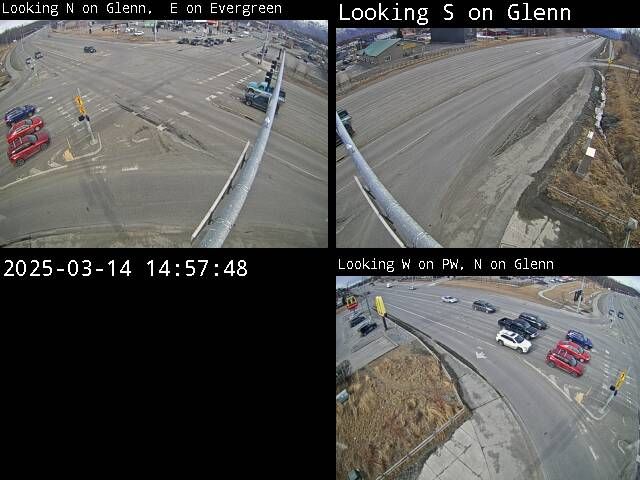 Looking N on Glenn,  E on Evergreen
Looking S on Glenn
2025-03-14 14:57:48
Looking W on PW, N on Glenn